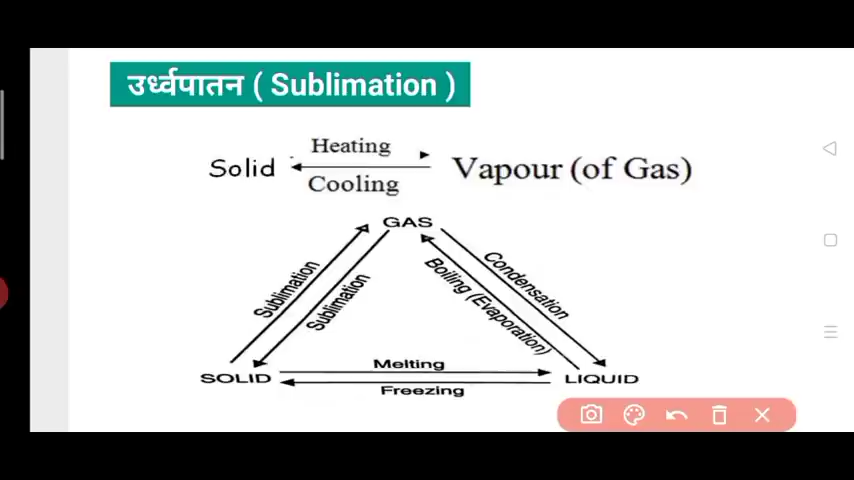 उर्ध्वपातन ( Sublimation )
Heating
Solid
Vapour (of Gas)
Cooling
GAS
Sublimation
Sublimation
Condensation
Boiling (Evaporation)
Melting
SOLID
LIQUID
Freezing